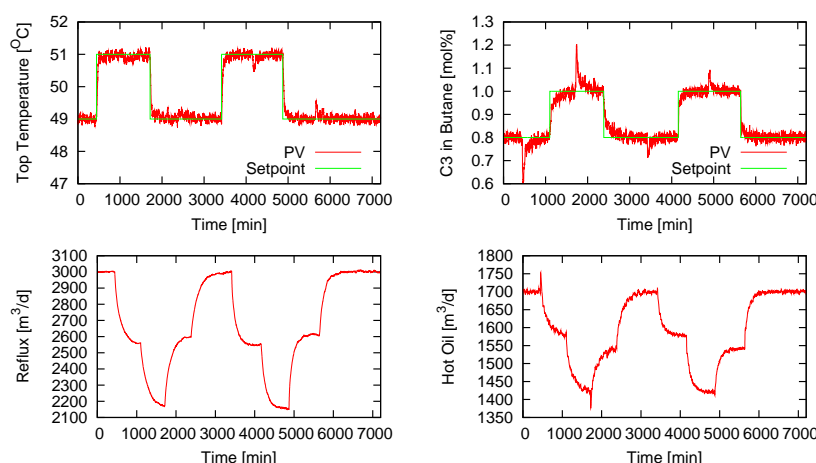 52
51
50
49
48
47
Top Temperature [OC]
PV
Setpoint
0 1000 2000 3000 4000 5000 6000 7000
Time [min]
1.3
1.2
1.1
1.0
0.9
0.8
0.7
0.6
C3 in Butane [mol%]
PV
Setpoint
0 1000 2000 3000 4000 5000 6000 7000
Time [min]
3100
3000
2900
2800
2700
2600
2500
2400
2300
2200
2100
Reflux [m3/d]
0 1000 2000 3000 4000 5000 6000 7000
Time [min]
1750
1700
1650
1600
1550
1500
1450
1400
1350
Hot Oil [m3/d]
0 1000 2000 3000 4000 5000 6000 7000
Time [min]